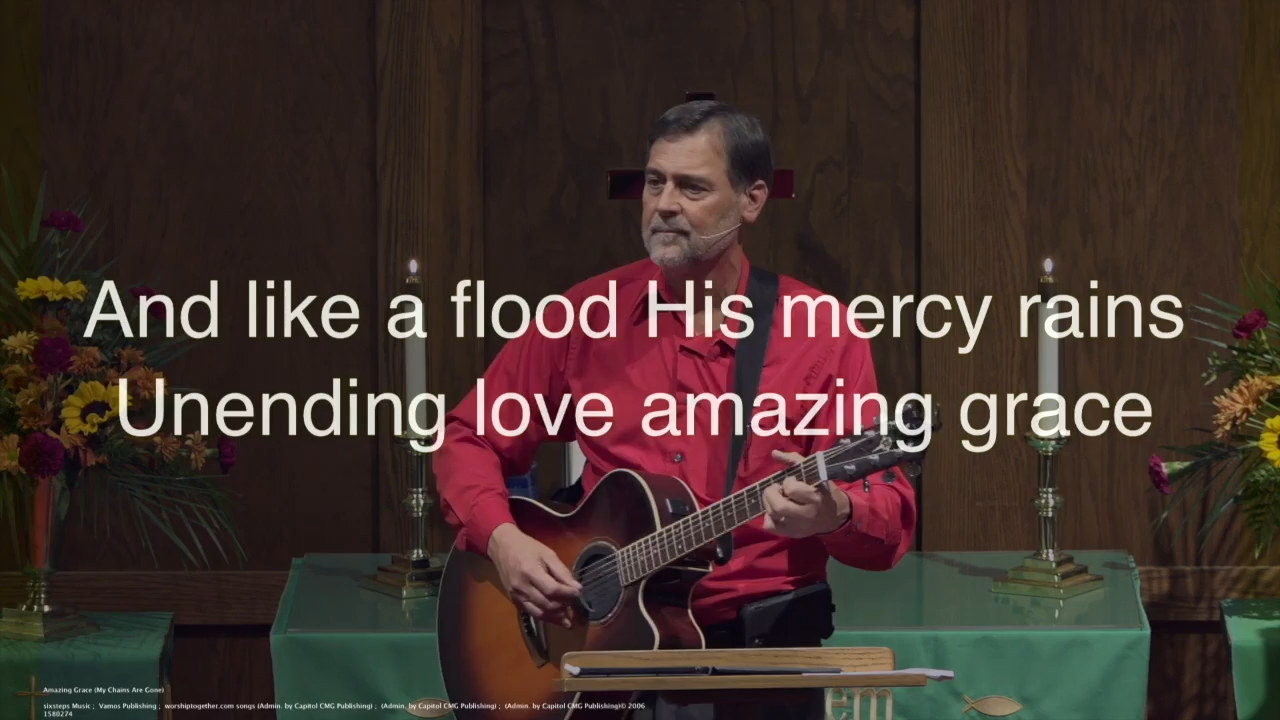 And like a flood His mercy rains
Unending love amazing grace
em
Amazing Grace (My Chains Are Gone)
sixsteps Music ; Vamos Publishing ; worshiptogether.com songs (Admin. by Capitol CMG Publishing) ; (Admin. by Capitol CMG Publishing) ; (Admin. by Capitol CMG Publishing)© 2006
1580274